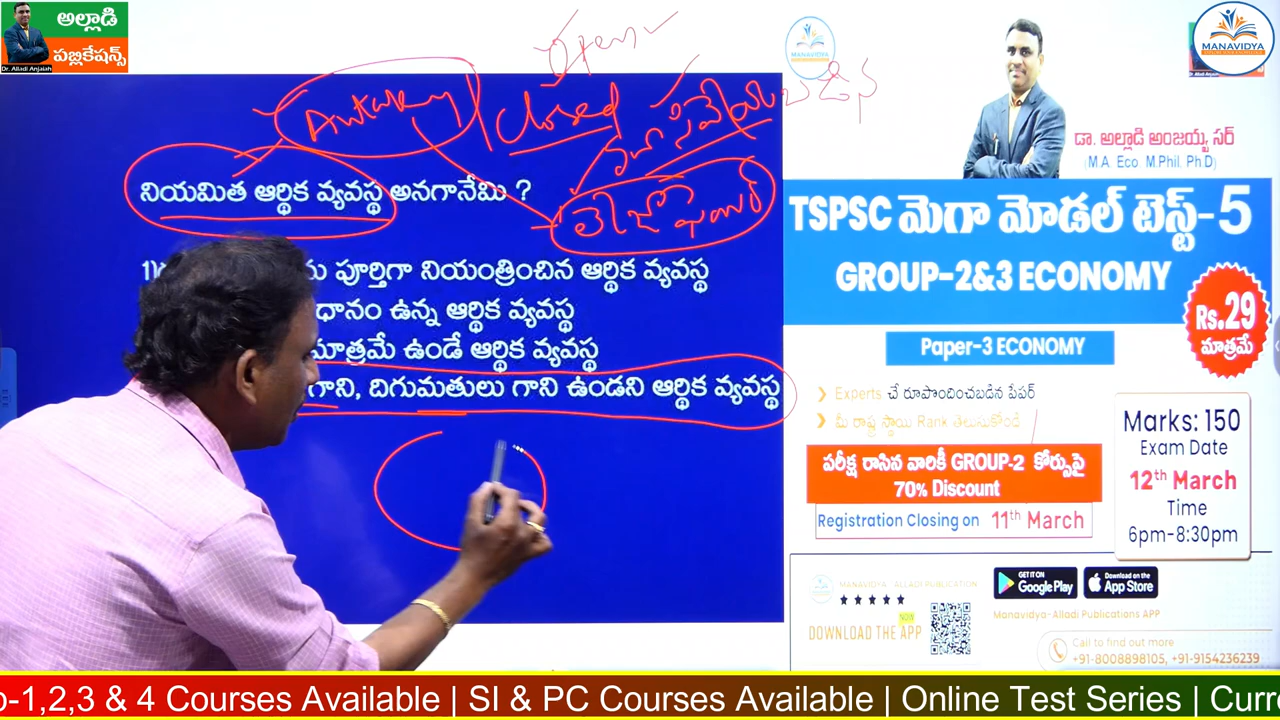 అల్లాడి
పబ్లికేషన్స్
Dr. Alladi Anjaiah
Open
Autarky
Closed
నియమిత ఆర్థిక వ్యవస్థ అనగానేమి ?
1)
ను పూర్తిగా నియంత్రించిన ఆర్థిక వ్యవస్థ
ధానం ఉన్న ఆర్థిక వ్యవస్థ
మాత్రమే ఉండే ఆర్థిక వ్యవస్థ
గాని, దిగుమతులు గాని ఉండని ఆర్థిక వ్యవస్థ
MANAVIDYA
MANAVIDYA
డా. అల్లాడి అంజయ్య సర్
(M.A. Eco M.Phil. Ph.D)
TSPSC మెగా మోడల్ టెస్ట్-5
GROUP-2&3 ECONOMY
Rs.29
మాత్రమే
Paper-3 ECONOMY
Experts చే రూపొందించబడిన పేపర్
మీ రాష్ట్ర స్థాయి Rank తెలుసుకోండి
పరీక్ష రాసిన వారికి GROUP-2 కోర్సుపై
70% Discount
Registration Closing on 11th March
Marks: 150
Exam Date
12th March
Time
6pm-8:30pm
MANAVIDYA - ALLADI PUBLICATION
DOWNLOAD THE APP
NOW
GET IT ON
Google Play
Download on the
App Store
Manavidya-Alladi Publications APP
Call to find out more
+91-8008898105, +91-9154236239
p-1,2,3 & 4 Courses Available | SI & PC Courses Available | Online Test Series | Curre